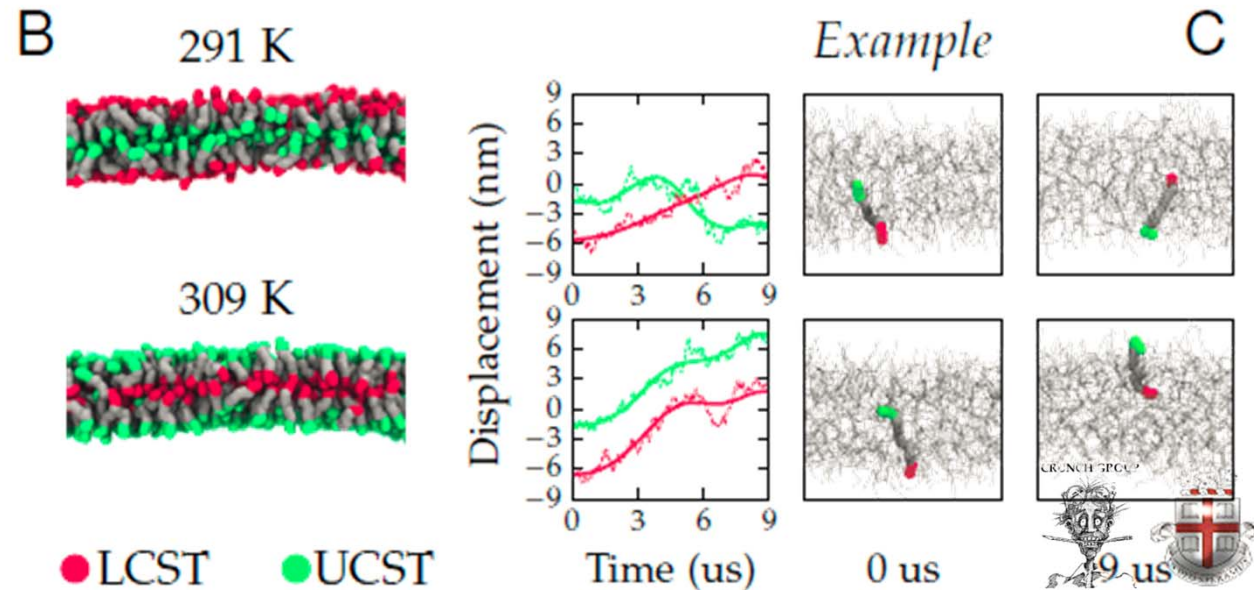 B
291 K
309 K
LCST
UCST
Example
C
Displacement (nm)
9
6
3
0
−3
−6
−9
0 3 6 9
9
6
3
0
−3
−6
−9
0 3 6 9
Time (us)
0 us
9 us
CRUNCH GROUP